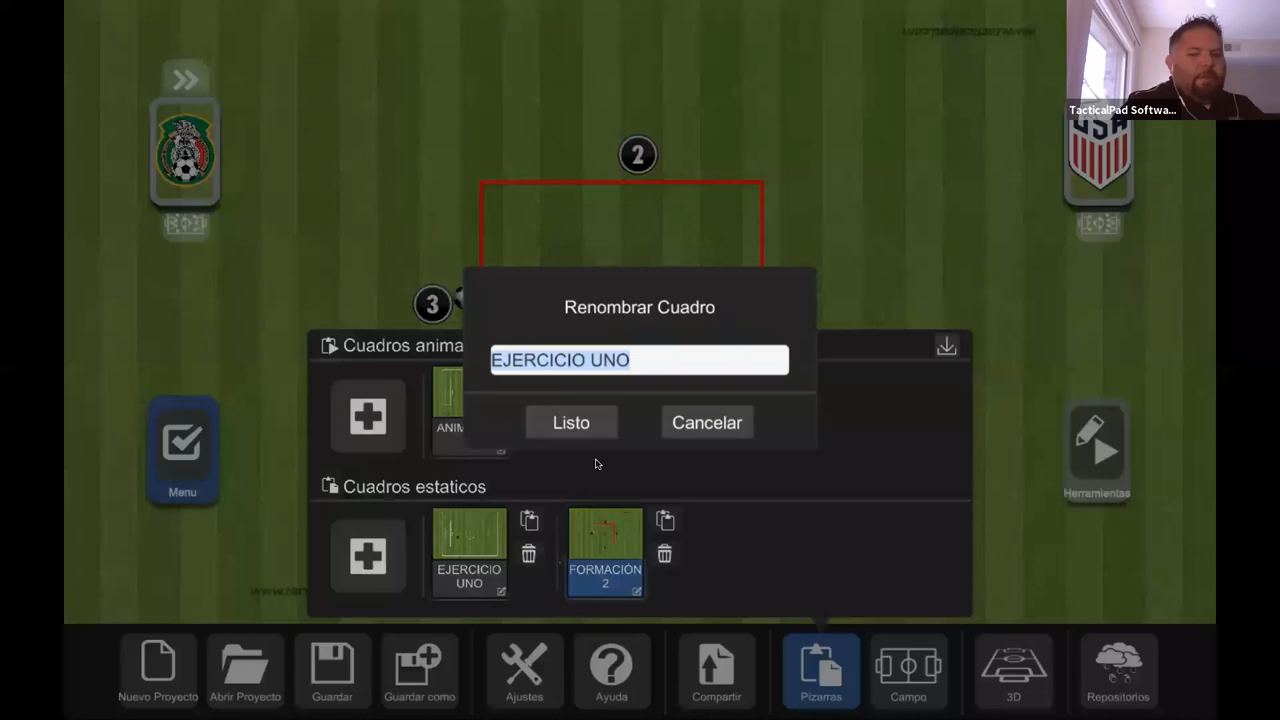 TacticalPad Softwa...
USA
2
3
Renombrar Cuadro
EJERCICIO UNO
Listo
Cancelar
Cuadros anima
ANIM
Cuadros estaticos
EJERCICIO
UNO
FORMACIÓN
2
Menu
Herramientas
Nuevo Proyecto
Abrir Proyecto
Guardar
Guardar como
Ajustes
Ayuda
Compartir
Pizarras
Campo
3D
Repositorios